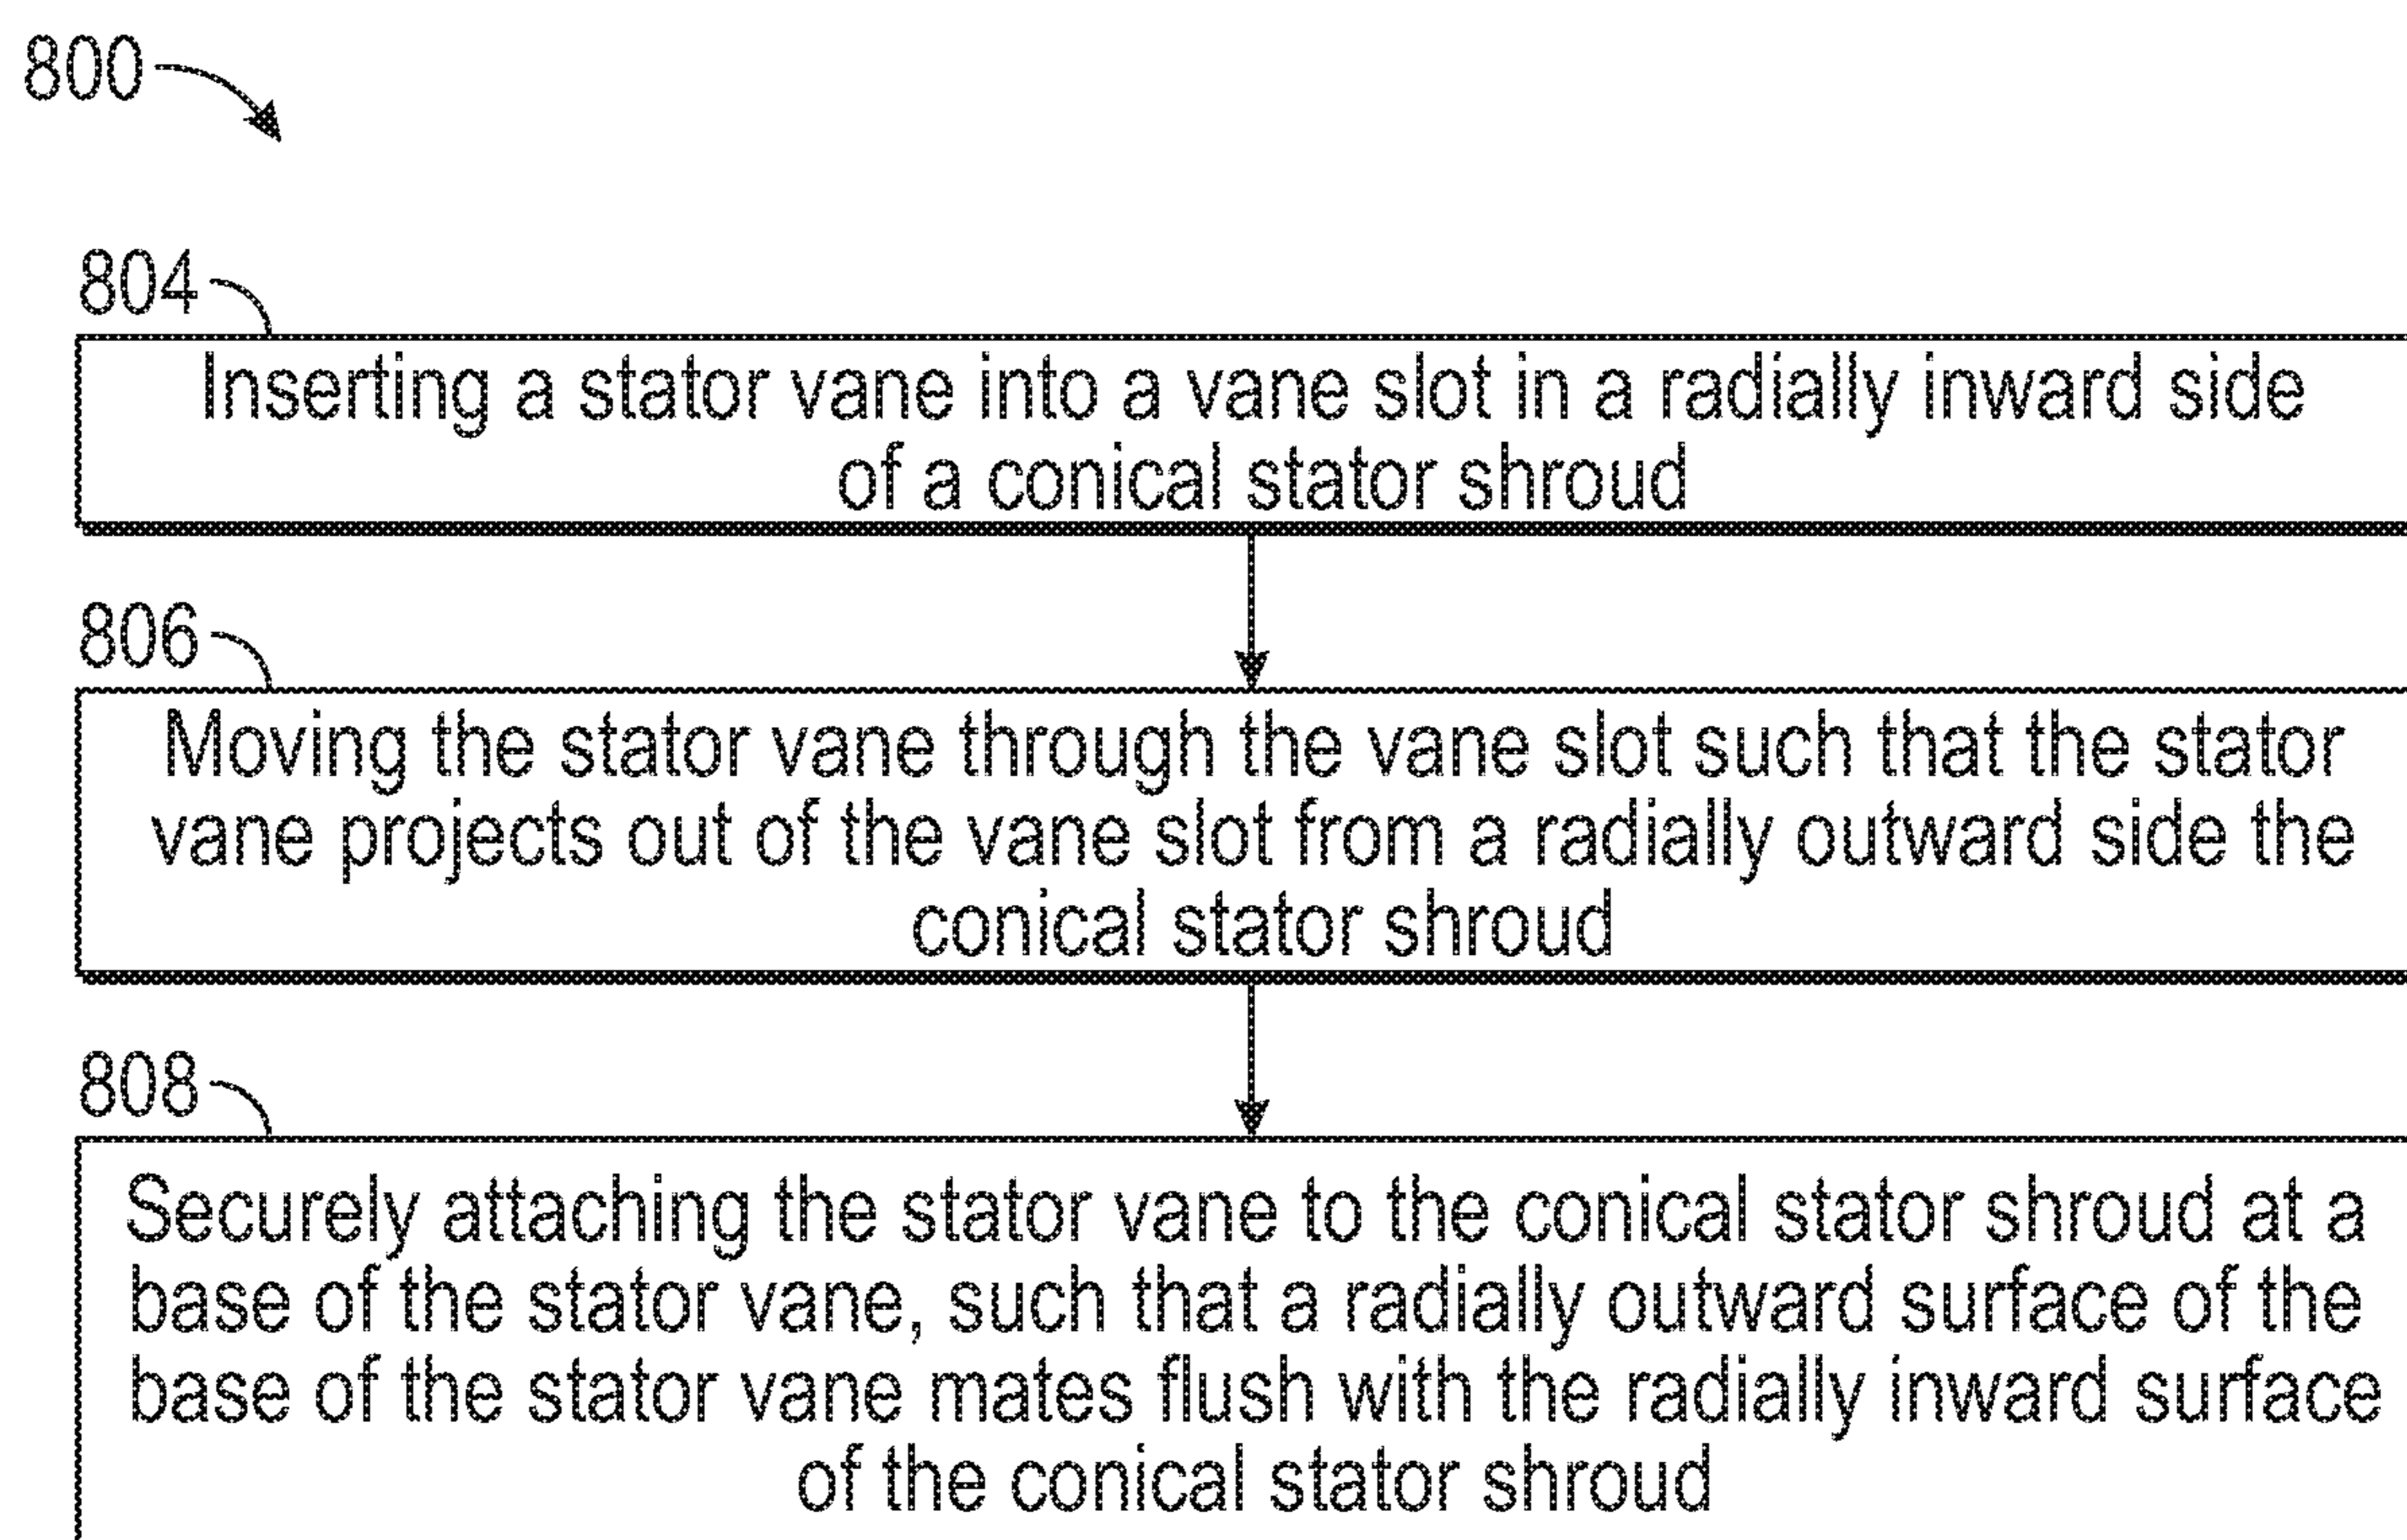 800
804
Inserting a stator vane into a vane slot in a radially inward side
of a conical stator shroud
806
Moving the stator vane through the vane slot such that the stator
vane projects out of the vane slot from a radially outward side the
conical stator shroud
808
Securely attaching the stator vane to the conical stator shroud at a
base of the stator vane, such that a radially outward surface of the
base of the stator vane mates flush with the radially inward surface
of the conical stator shroud